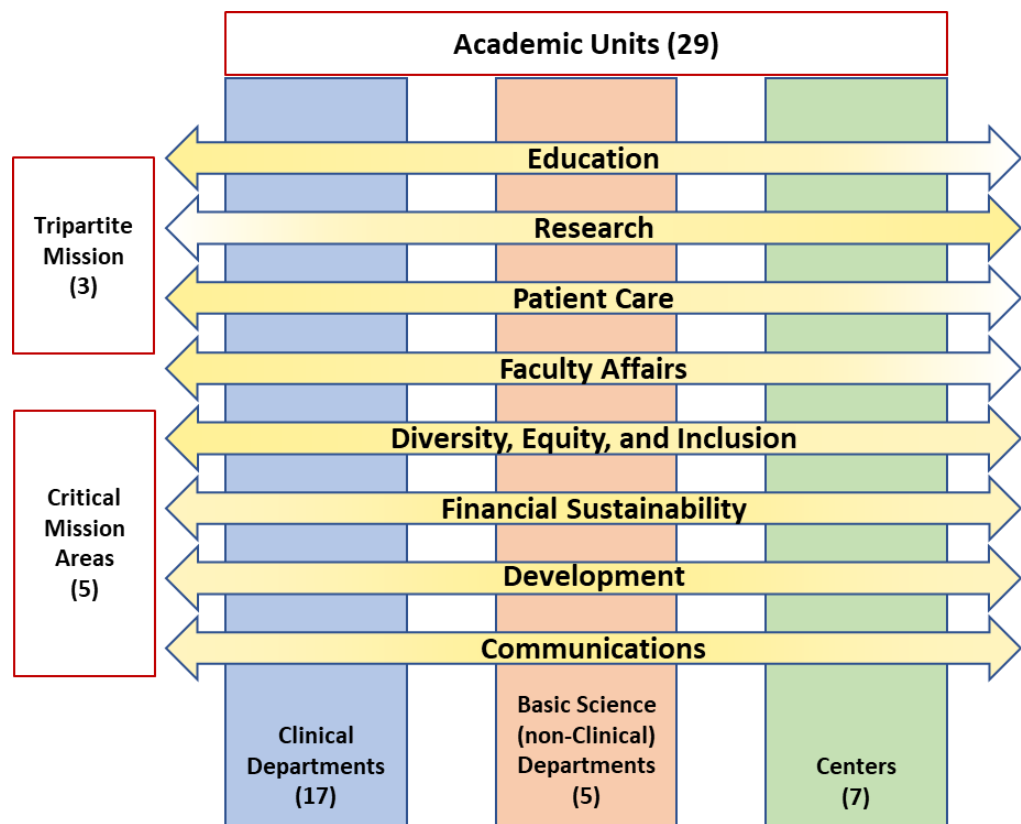 Academic Units (29)
Education
Research
Patient Care
Faculty Affairs
Diversity, Equity, and Inclusion
Financial Sustainability
Development
Communications
Tripartite
Mission
(3)
Critical
Mission
Areas
(5)
Clinical
Departments
(17)
Basic Science
(non-Clinical)
Departments
(5)
Centers
(7)